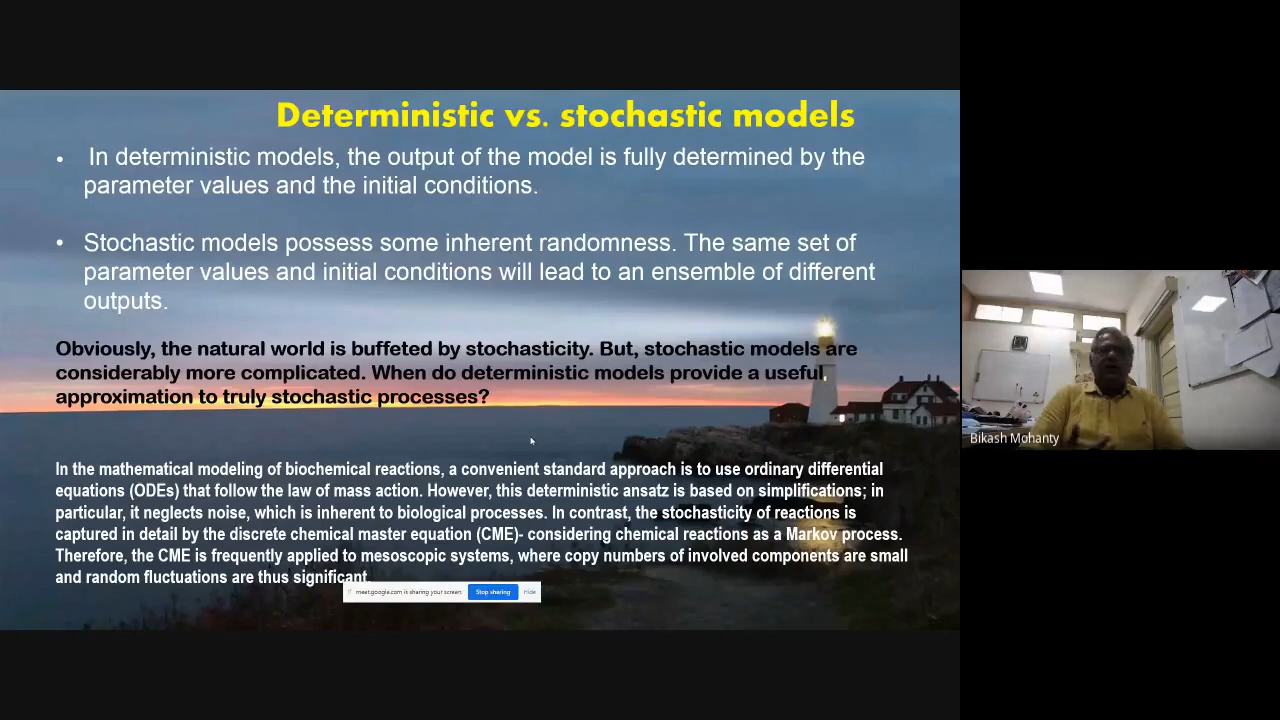 Deterministic vs. stochastic models
• In deterministic models, the output of the model is fully determined by the
parameter values and the initial conditions.
• Stochastic models possess some inherent randomness. The same set of
parameter values and initial conditions will lead to an ensemble of different
outputs.
Obviously, the natural world is buffeted by stochasticity. But, stochastic models are
considerably more complicated. When do deterministic models provide a useful
approximation to truly stochastic processes?
In the mathematical modeling of biochemical reactions, a convenient standard approach is to use ordinary differential
equations (ODEs) that follow the law of mass action. However, this deterministic ansatz is based on simplifications; in
particular, it neglects noise, which is inherent to biological processes. In contrast, the stochasticity of reactions is
captured in detail by the discrete chemical master equation (CME)- considering chemical reactions as a Markov process.
Therefore, the CME is frequently applied to mesoscopic systems, where copy numbers of involved components are small
and random fluctuations are thus significant.
meet.google.com is sharing your screen. Stop sharing Hide
Bikash Mohanty